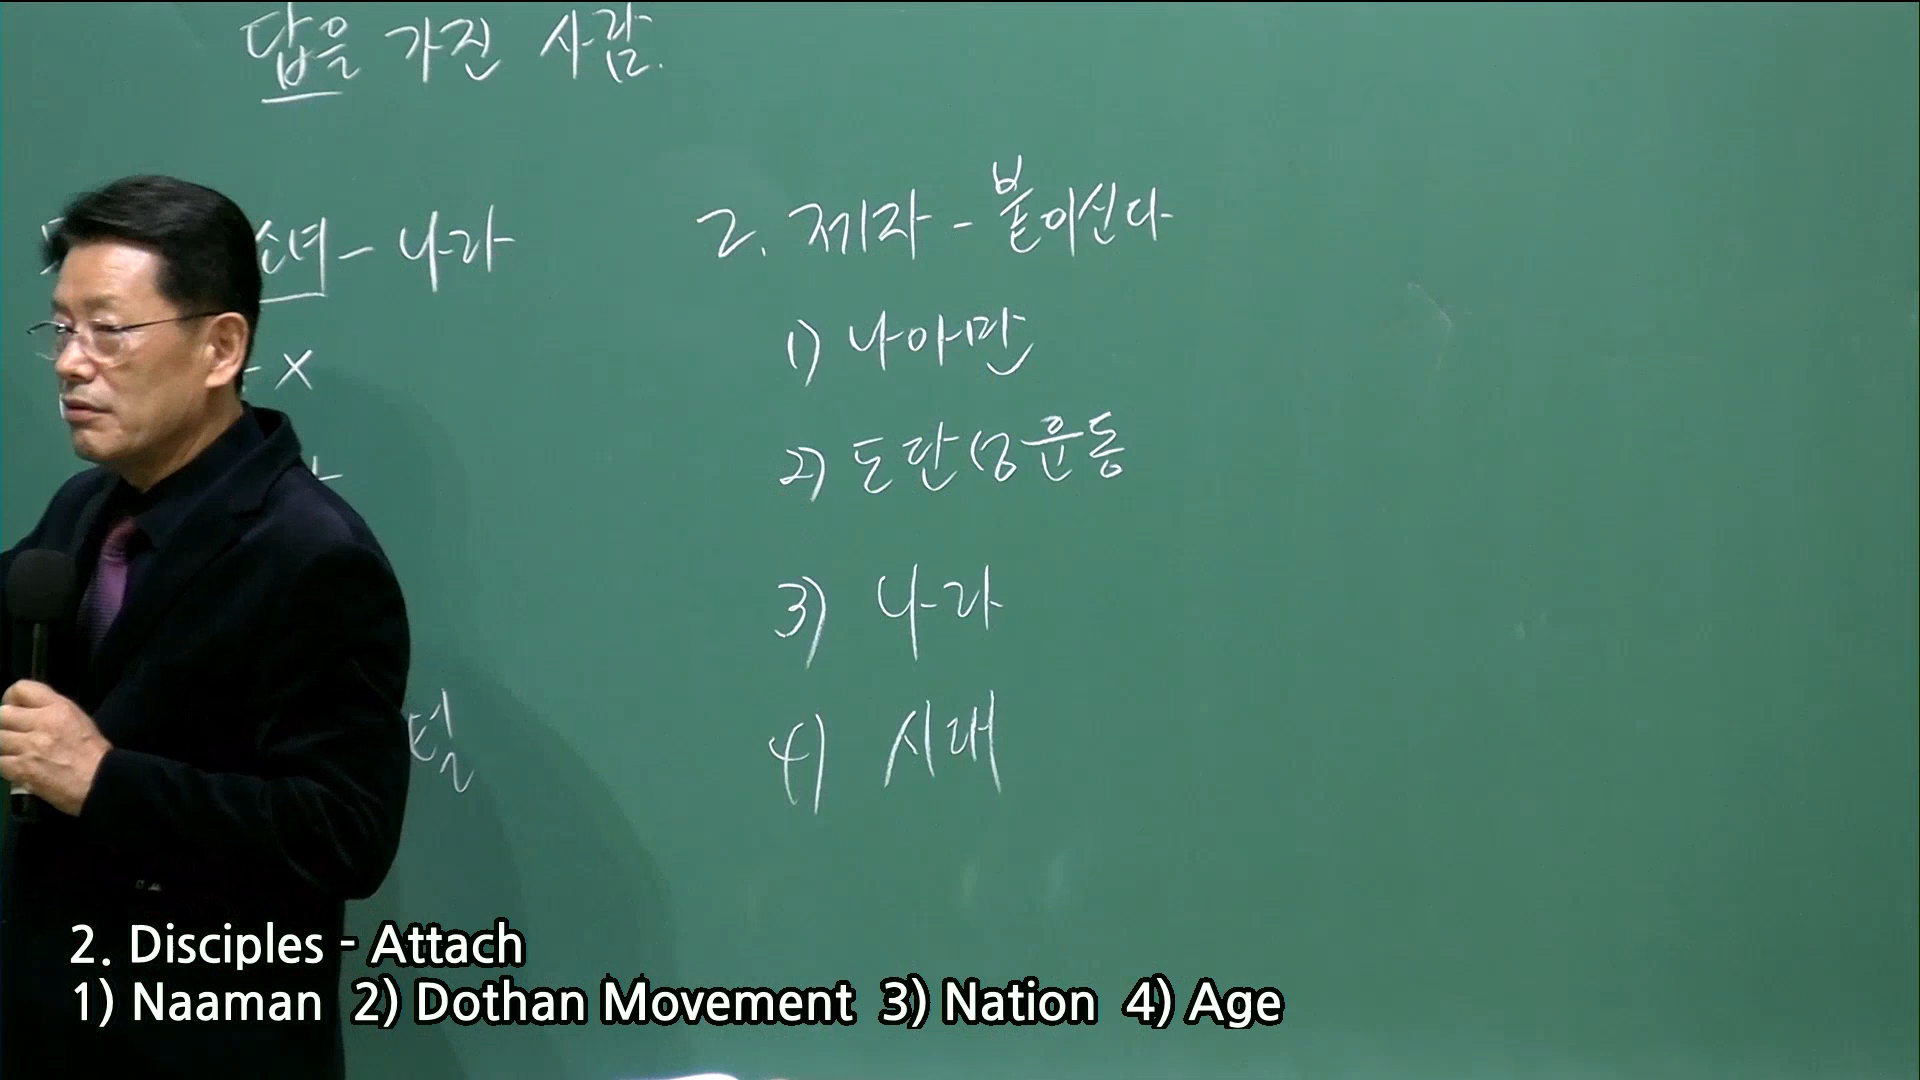 답을 가진 사람.
소녀 - 나라
- X
텔
2. 제자 - 붙이시다
1) 나아만
2) 도단성운동
3) 나라
4) 시대
2. Disciples - Attach
1) Naaman 2) Dothan Movement 3) Nation 4) Age